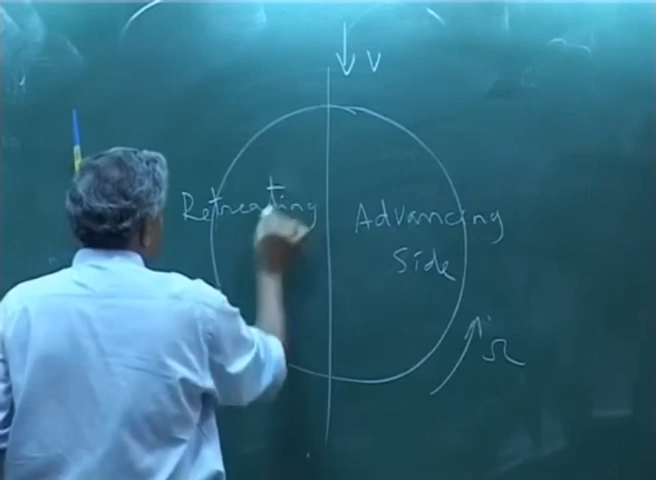 V
Retreating
Advancing
Side
Ω